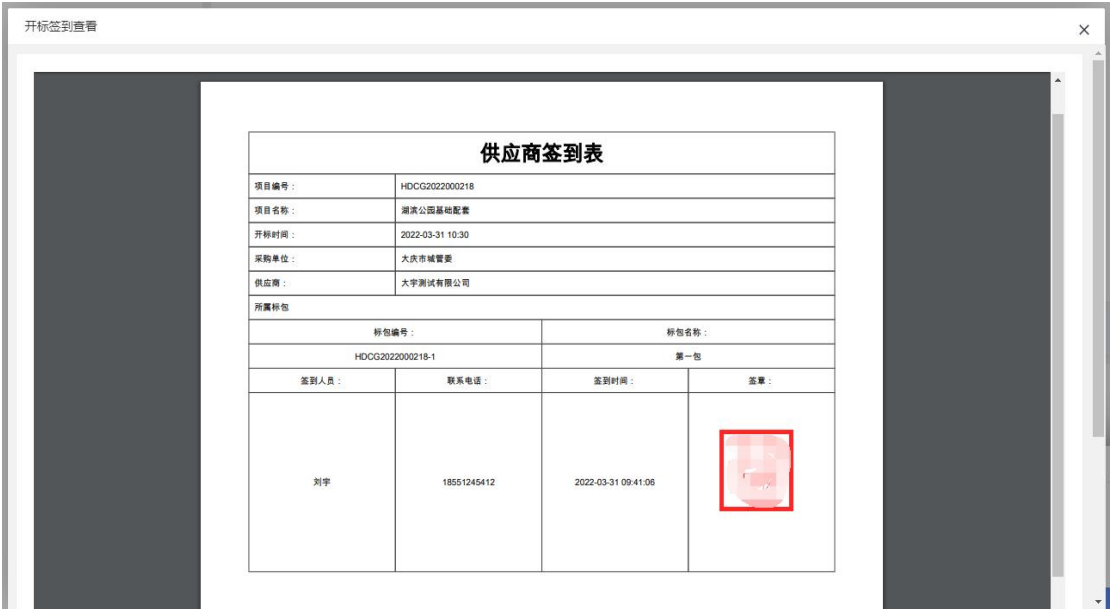 开标签到查看
供应商签到表
项目编号：
HDCG2022000218
项目名称：
湖滨公园基础配套
开标时间：
2022-03-31 10:30
采购单位：
大庆市城管委
供应商：
大宇测试有限公司
所属标包
标包编号：
标包名称：
HDCG2022000218-1
第一包
签到人员：
联系电话：
签到时间：
签章：
刘宇
18551245412
2022-03-31 09:41:06